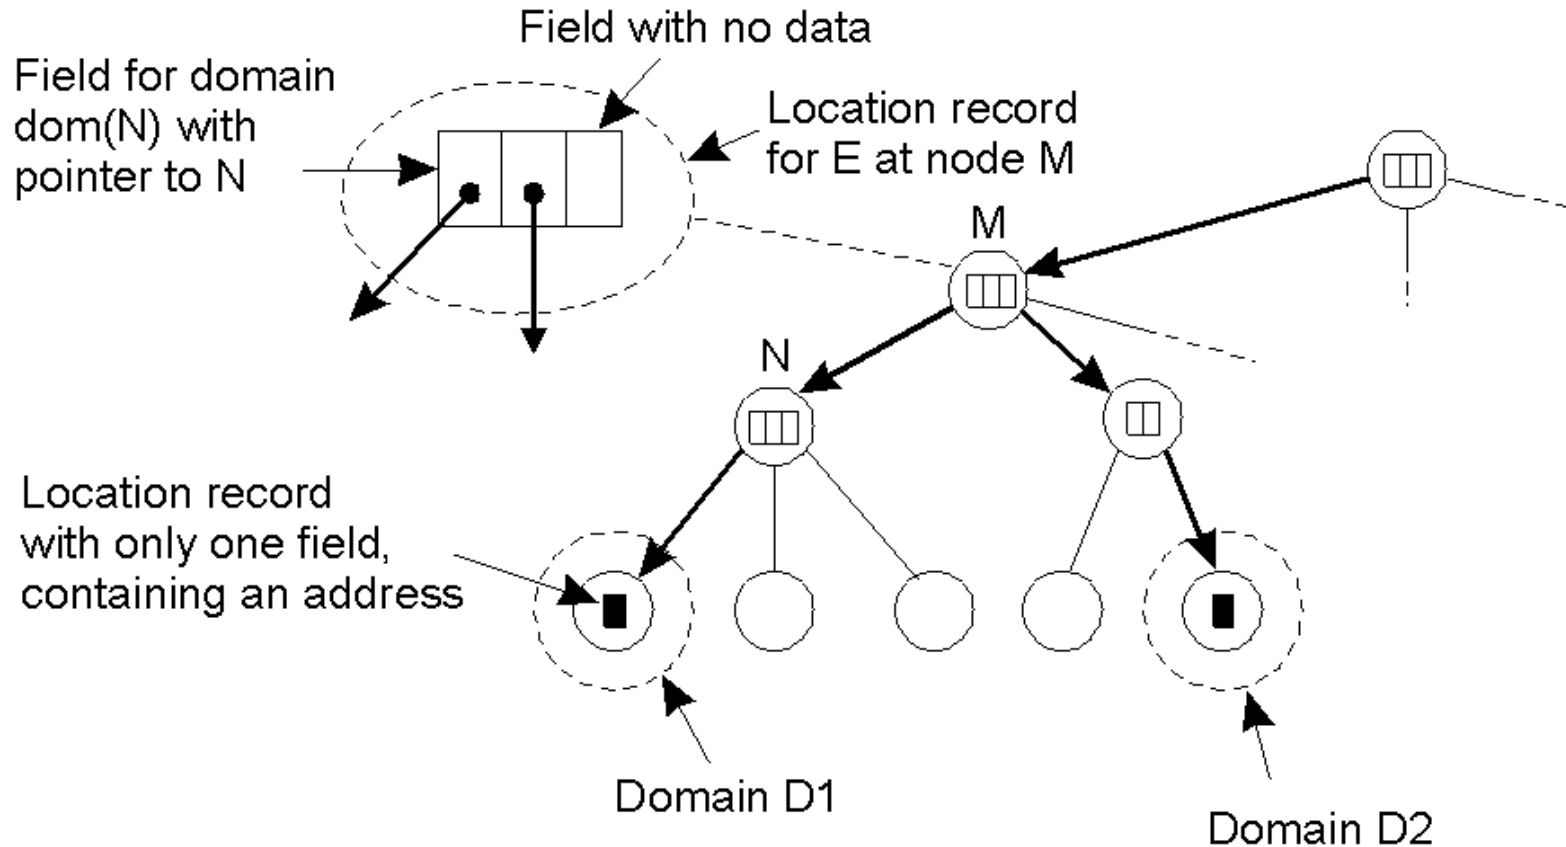 Field with no data
Field for domain
dom(N) with
pointer to N
Location record
for E at node M
M
N
Location record
with only one field,
containing an address
Domain D1
Domain D2